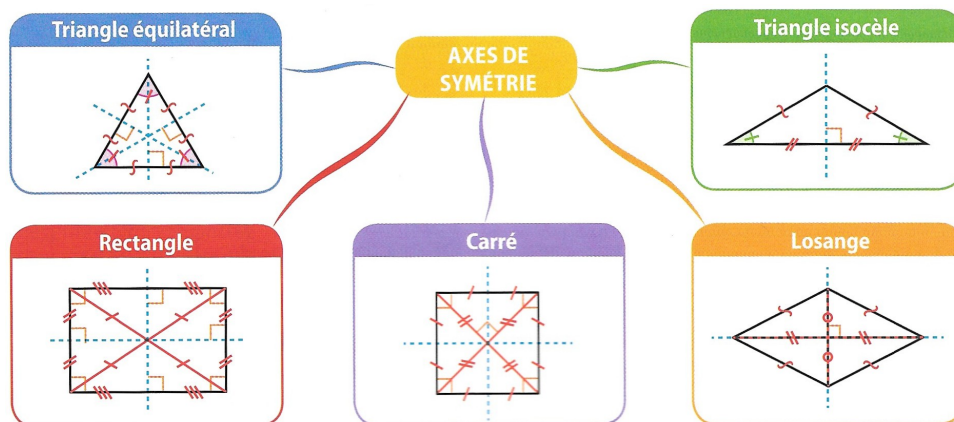 Triangle équilatéral
AXES DE
SYMÉTRIE
Triangle isocèle
Rectangle
Carré
Losange